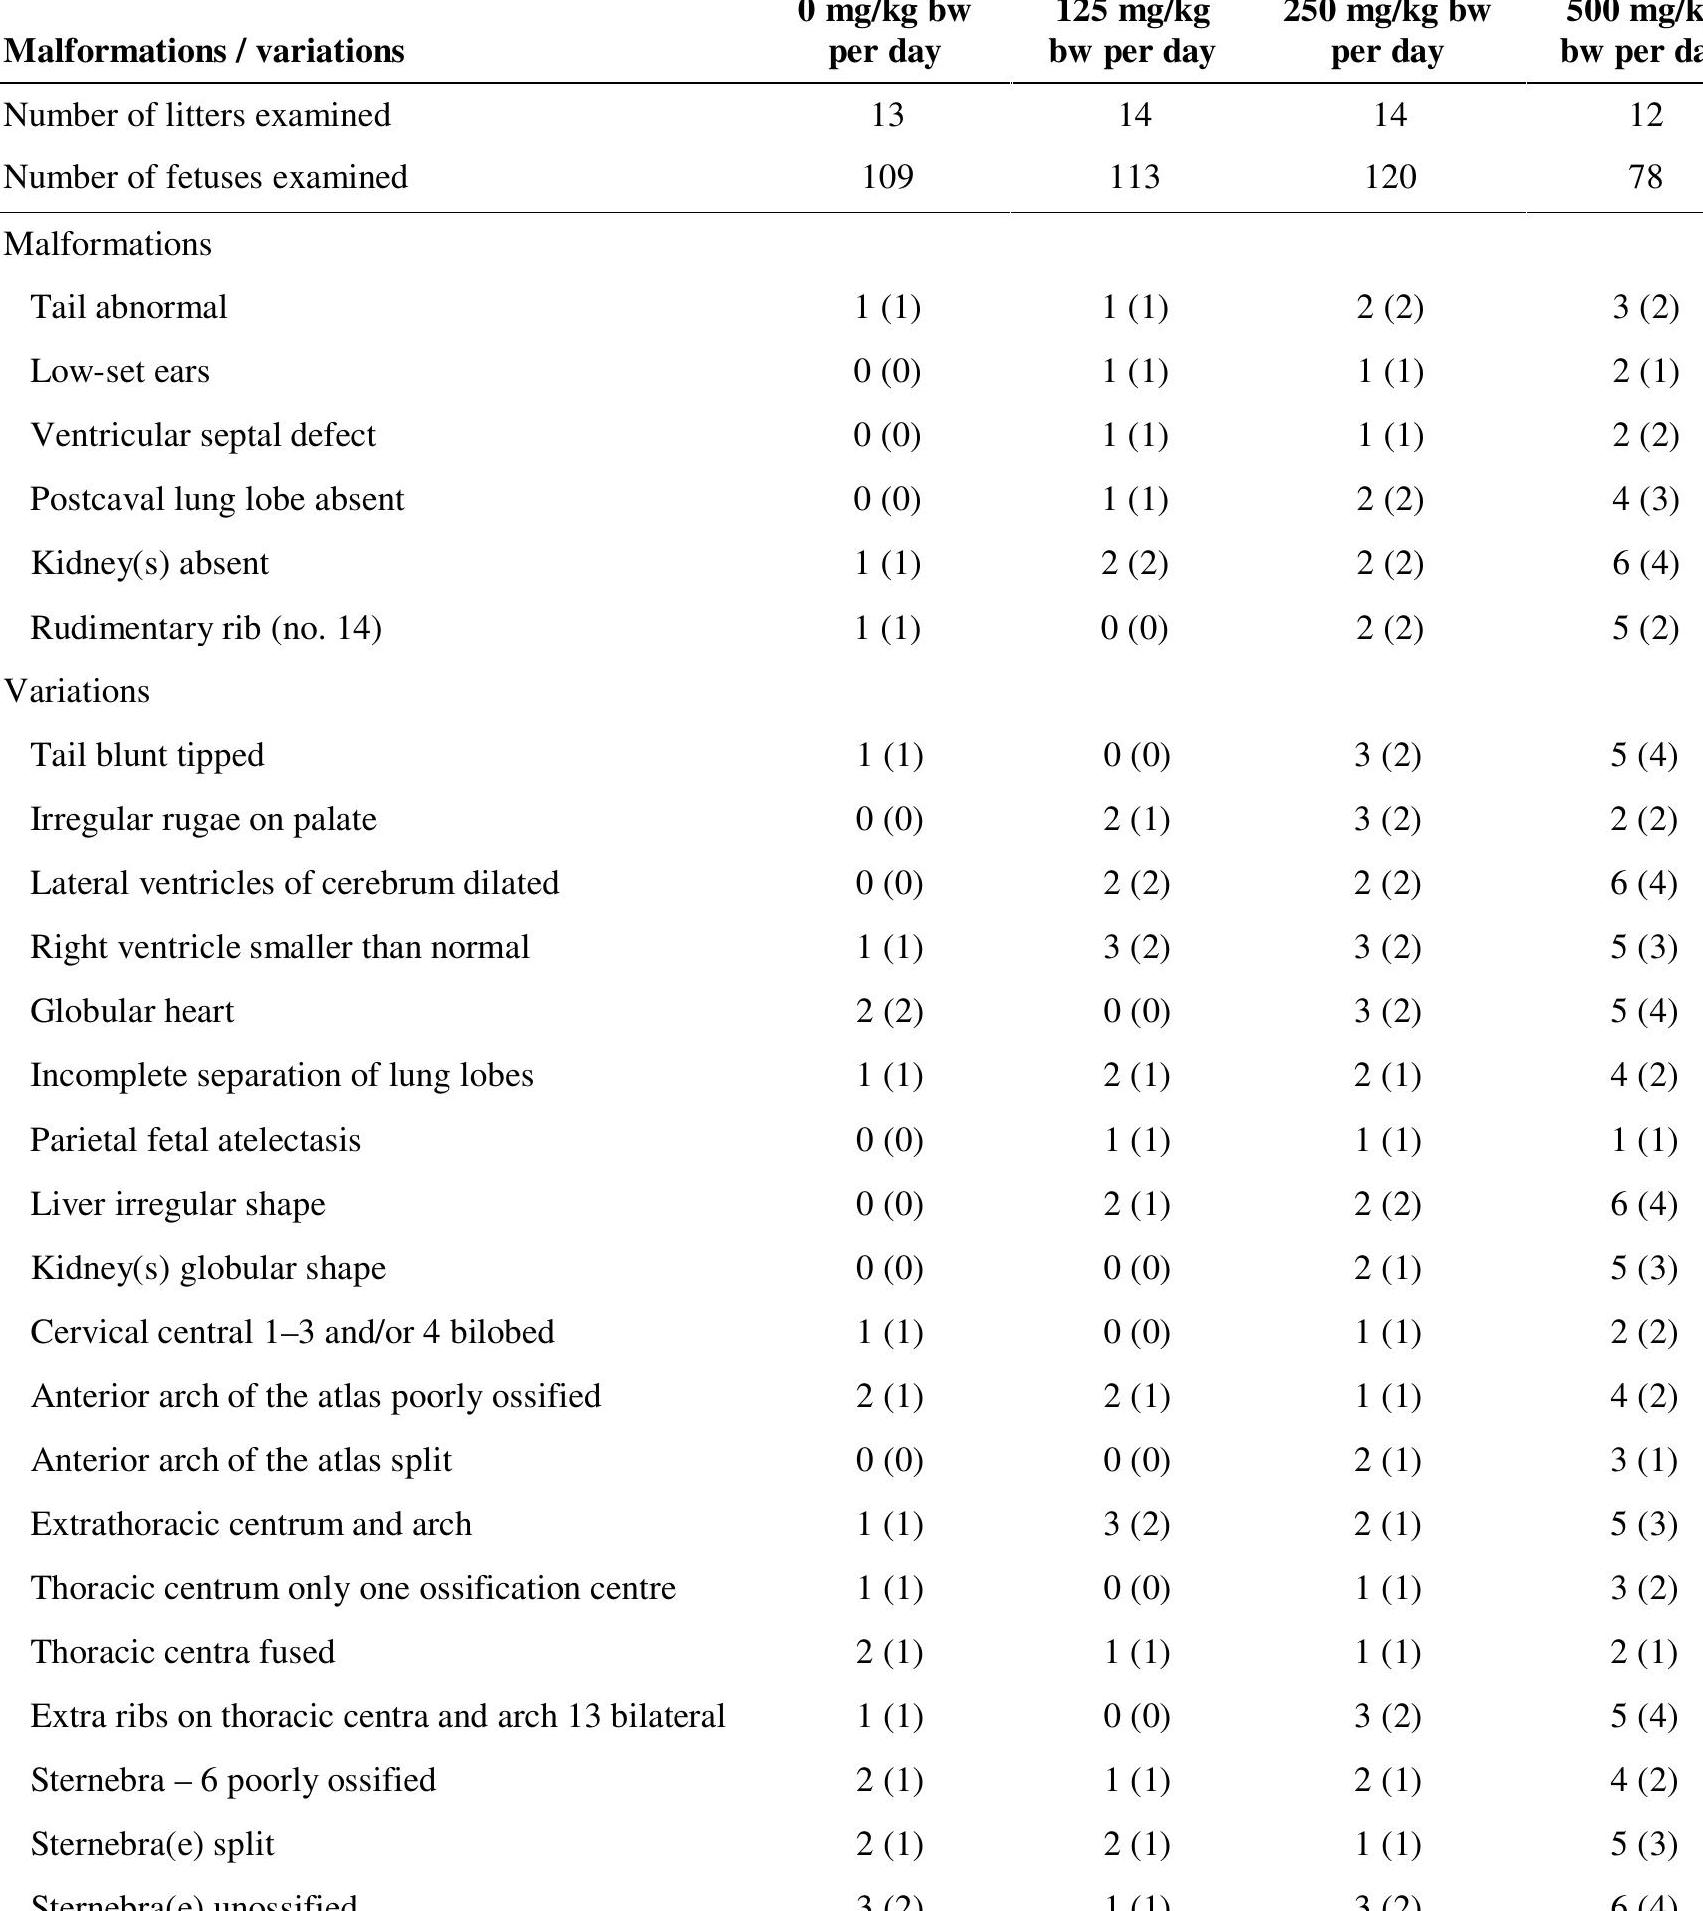 0 mg/kg bw 125 mg/kg 250 mg/kg bw 500
Malformations / variations per day bw per day per day bw per
Number of litters examined 13 14 14 12
Number of fetuses examined 109 113 120 78
Malformations
Tail abnormal 1 (1) 1 (1) 2 (2) 3 (2)
Low-set ears 0 (0) 1 (1) 1 (1) 2 (1)
Ventricular septal defect 0 (0) 1 (1) 1 (1) 2 (2)
Postcaval lung lobe absent 0 (0) 1 (1) 2 (2) 4 (3)
Kidney(s) absent 1 (1) 2 (2) 2 (2) 6 (4)
Rudimentary rib (no. 14) 1 (1) 0 (0) 2 (2) 5 (2)
Variations
Tail blunt tipped 1 (1) 0 (0) 3 (2) 5 (4)
Irregular rugae on palate 0 (0) 2 (1) 3 (2) 2 (2)
Lateral ventricles of cerebrum dilated 0 (0) 2 (2) 2 (2) 6 (4)
Right ventricle smaller than normal 1 (1) 3 (2) 3 (2) 5 (3)
Globular heart 2 (2) 0 (0) 3 (2) 5 (4)
Incomplete separation of lung lobes 1 (1) 2 (1) 2 (1) 4 (2)
Parietal fetal atelectasis 0 (0) 1 (1) 1 (1) 1 (1)
Liver irregular shape 0 (0) 2 (1) 2 (2) 6 (4)
Kidney(s) globular shape 0 (0) 0 (0) 2 (1) 5 (3)
Cervical central 1–3 and/or 4 bilobed 1 (1) 0 (0) 1 (1) 2 (2)
Anterior arch of the atlas poorly ossified 2 (1) 2 (1) 1 (1) 4 (2)
Anterior arch of the atlas split 0 (0) 0 (0) 2 (1) 3 (1)
Extrathoracic centrum and arch 1 (1) 3 (2) 2 (1) 5 (3)
Thoracic centrum only one ossification centre 1 (1) 0 (0) 1 (1) 3 (2)
Thoracic centra fused 2 (1) 1 (1) 1 (1) 2 (1)
Extra ribs on thoracic centra and arch 13 bilateral 1 (1) 0 (0) 3 (2) 5 (4)
Sternebra – 6 poorly ossified 2 (1) 1 (1) 2 (1) 4 (2)
Sternebra(e) split 2 (1) 2 (1) 1 (1) 5 (3)
Sternebra(e) unossified 3 (2) 1 (1) 3 (2) 6 (4)